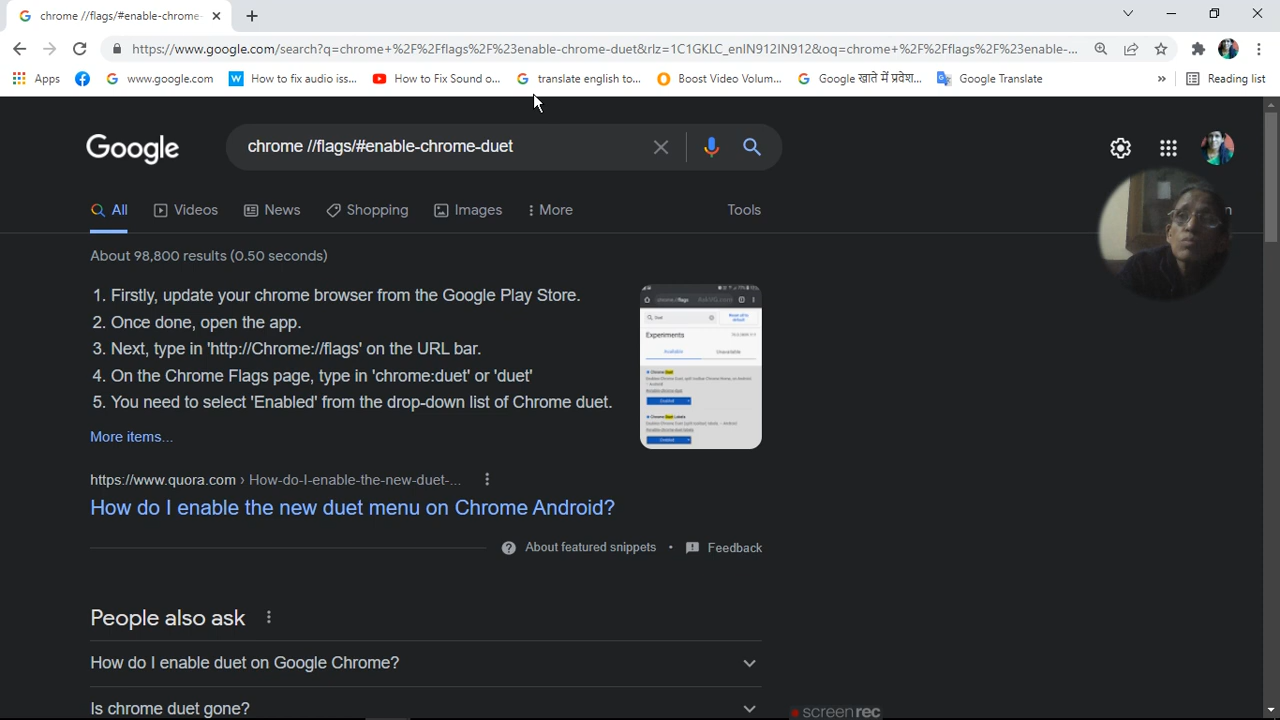 chrome //flags/#enable-chrome-
https://www.google.com/search?q=chrome+%2F%2Fflags%2F%23enable-chrome-duet&rlz=1C1GKLC_enIN912IN912&oq=chrome+%2F%2Fflags%2F%23enable-...
Apps
www.google.com
W How to fix audio iss...
How to Fix Sound o...
translate english to...
Boost Video Volum...
Google खाते में प्रवेश...
Google Translate
»
Reading list
Google
chrome //flags/#enable-chrome-duet
All
Videos
News
Shopping
Images
More
Tools
About 98,800 results (0.50 seconds)
1. Firstly, update your chrome browser from the Google Play Store.
2. Once done, open the app.
3. Next, type in 'http://Chrome://flags' on the URL bar.
4. On the Chrome Flags page, type in 'chrome:duet' or 'duet'
5. You need to select 'Enabled' from the drop-down list of Chrome duet.
Experiments
Available
Unavailable
More items...
https://www.quora.com › How-do-I-enable-the-new-duet-...
How do I enable the new duet menu on Chrome Android?
About featured snippets • Feedback
People also ask
How do I enable duet on Google Chrome?
Is chrome duet gone?
screenrec